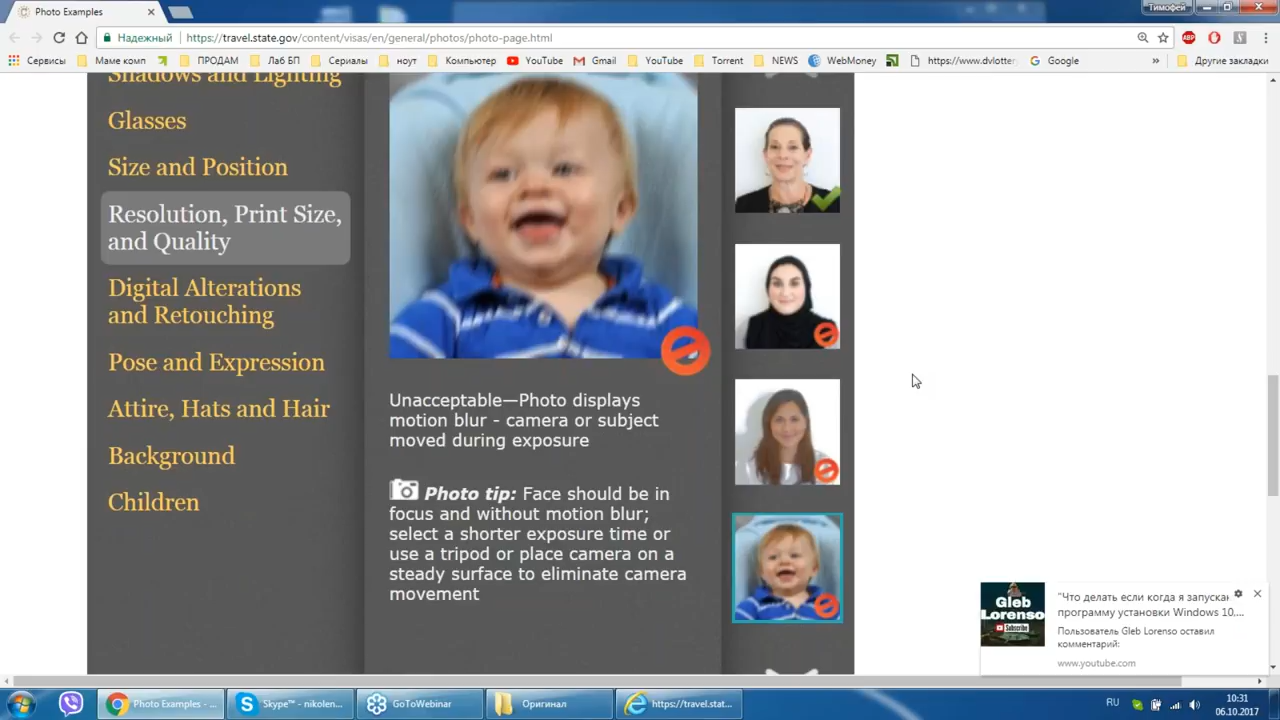 Photo Examples
Тимофей
Надежный
https://travel.state.gov/content/visas/en/general/photos/photo-page.html
Сервисы
Маме комп
ПРОДАМ
Лаб БП
Сериалы
ноут
Компьютер
YouTube
Gmail
YouTube
Torrent
NEWS
WebMoney
https://www.dvlotter
Google
Другие закладки
Shadows and Lighting
Glasses
Size and Position
Resolution, Print Size,
and Quality
Digital Alterations
and Retouching
Pose and Expression
Attire, Hats and Hair
Background
Children
Unacceptable—Photo displays
motion blur - camera or subject
moved during exposure
Photo tip: Face should be in
focus and without motion blur;
select a shorter exposure time or
use a tripod or place camera on a
steady surface to eliminate camera
movement
Gleb
Lorenso
Subscribe
"Что делать если когда я запускаю
программу установки Windows 10,...
Пользователь Gleb Lorenso оставил
комментарий:
www.youtube.com
Photo Examples - ...
Skype™ - nikolen...
GoToWebinar
Оригинал
https://travel.stat...
RU
10:31
06.10.2017